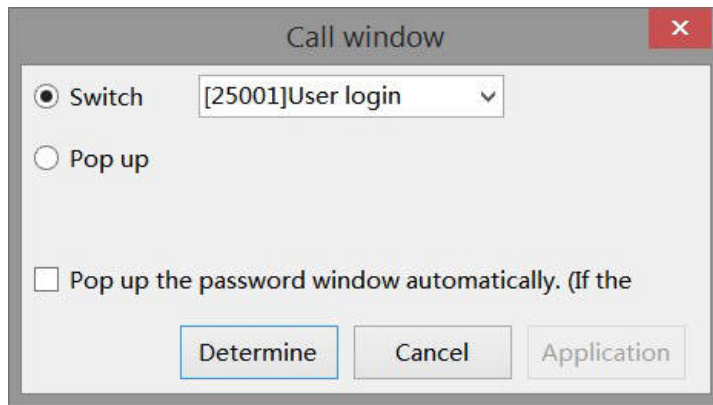 Call window
Switch [25001]User login
Pop up
Pop up the password window automatically. (If the
Determine Cancel Application